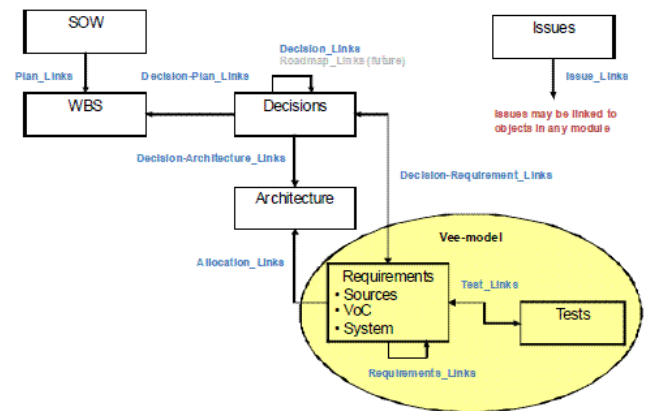 SOW
Issues
Plan_Links
Decision-Plan_Links
Decision_Links
Roadmap_Links (future)
Issue_Links
WBS
Decisions
Issues may be linked to
objects in any module
Decision-Architecture_Links
Decision-Requirement_Links
Architecture
Vee-model
Allocation_Links
Requirements
• Sources
• VoC
• System
Test_Links
Tests
Requirements_Links